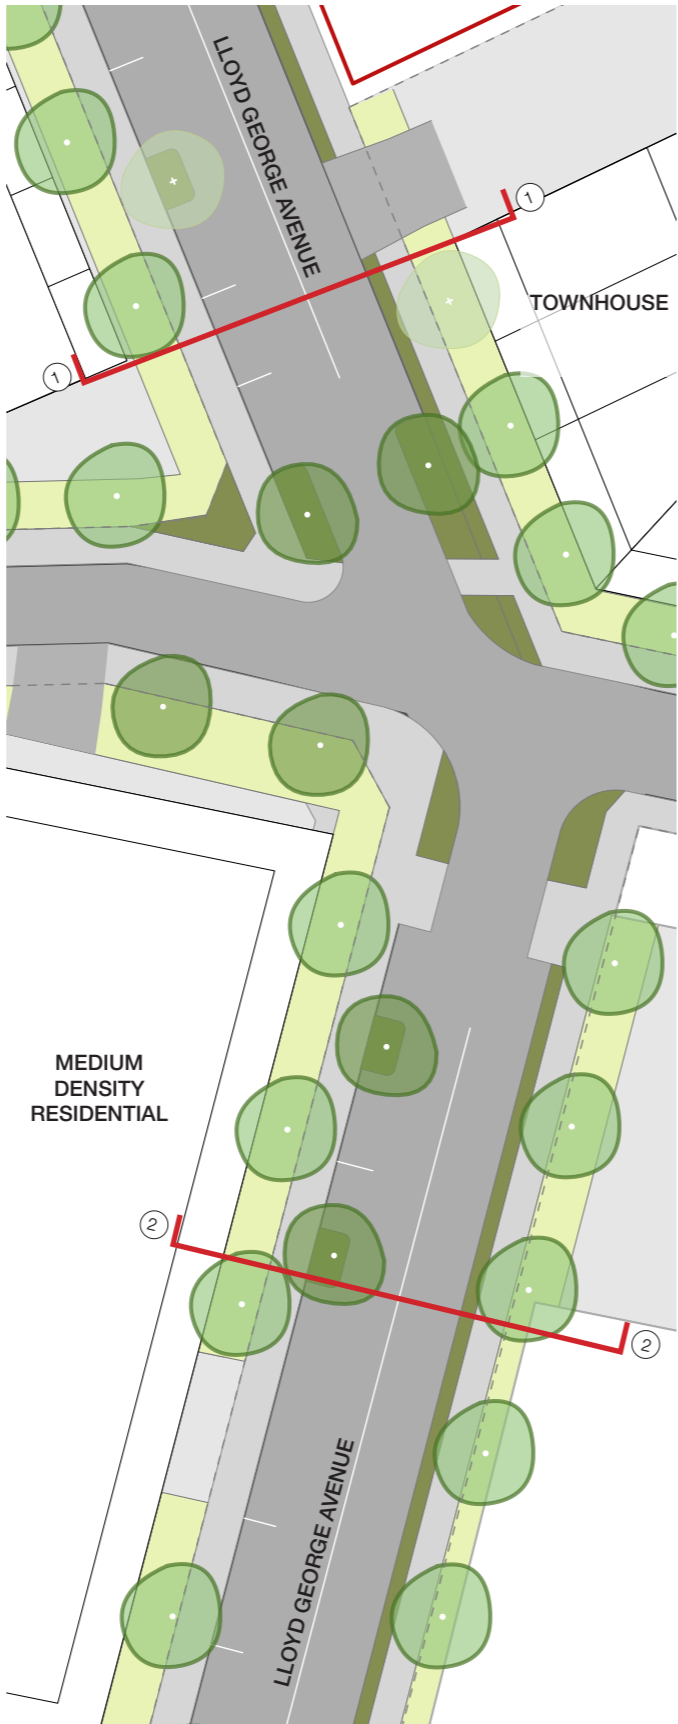 LLOYD GEORGE AVENUE
1
TOWNHOUSE
1
MEDIUM
DENSITY
RESIDENTIAL
2
2
LLOYD GEORGE AVENUE